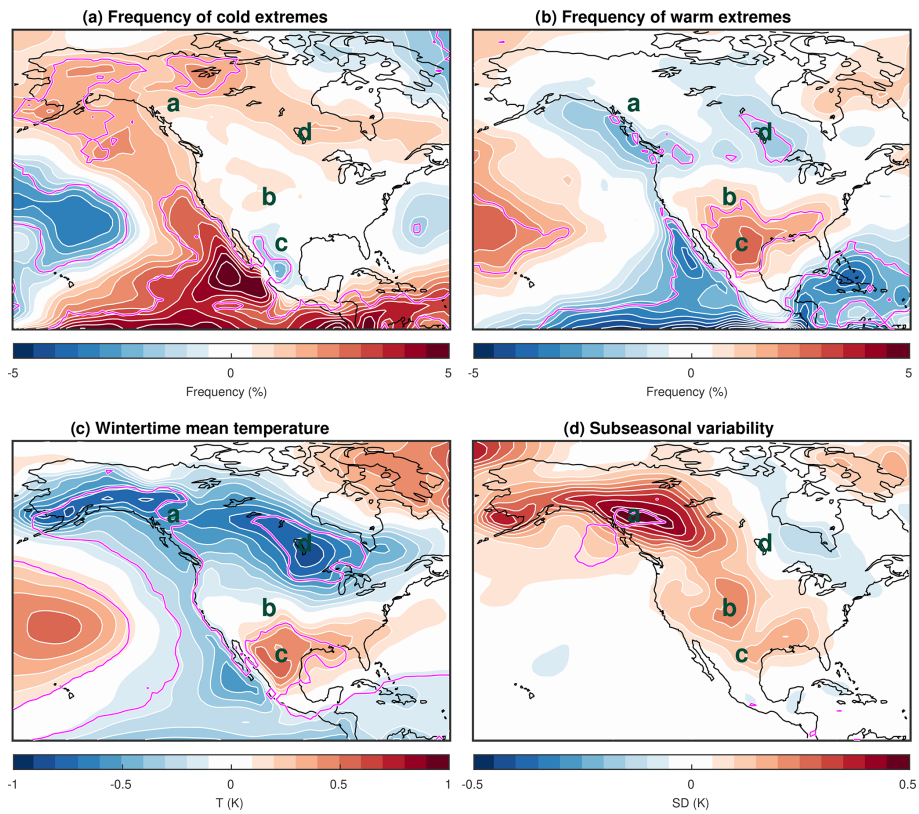 (a) Frequency of cold extremes
a
d
b
c
-5 0 5
Frequency (%)
(b) Frequency of warm extremes
a
d
b
c
-5 0 5
Frequency (%)
(c) Wintertime mean temperature
a
d
b
c
-1 -0.5 0 0.5 1
T (K)
(d) Subseasonal variability
a
d
b
c
-0.5 0 0.5
SD (K)